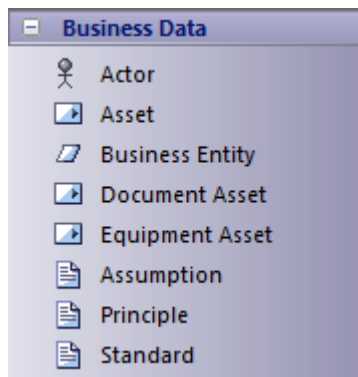 Business Data
Actor
Asset
Business Entity
Document Asset
Equipment Asset
Assumption
Principle
Standard